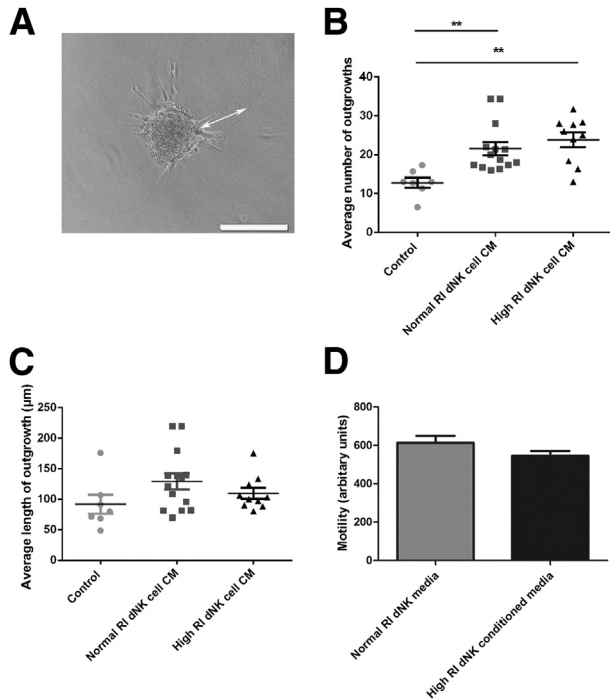 A
B
**
**
Average number of outgrowths
40
30
20
10
0
Control
Normal RI dNK cell CM
High RI dNK cell CM
C
Average length of outgrowth (µm)
250
200
150
100
50
0
Control
Normal RI dNK cell CM
High RI dNK cell CM
D
Motility (arbitary units)
800
600
400
200
0
Normal RI dNK media
High RI dNK conditioned media